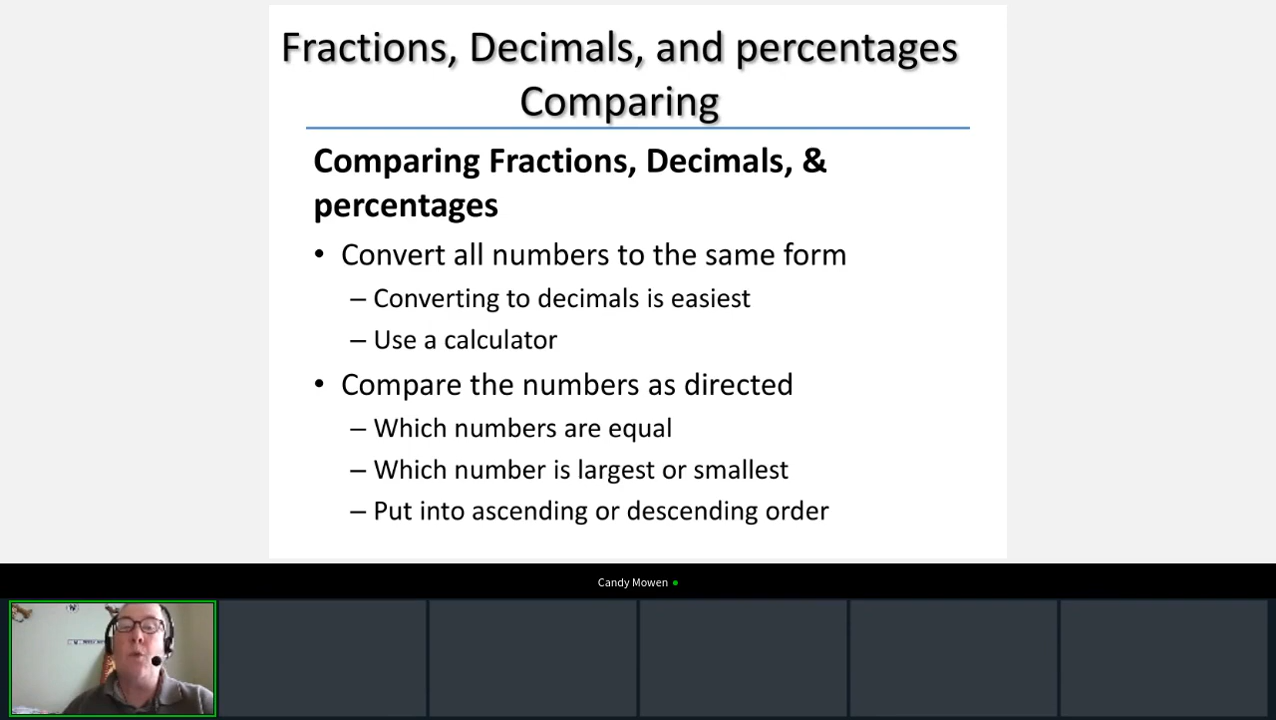 Fractions, Decimals, and percentages
Comparing
Comparing Fractions, Decimals, &
percentages
• Convert all numbers to the same form
– Converting to decimals is easiest
– Use a calculator
• Compare the numbers as directed
– Which numbers are equal
– Which number is largest or smallest
– Put into ascending or descending order
Candy Mowen